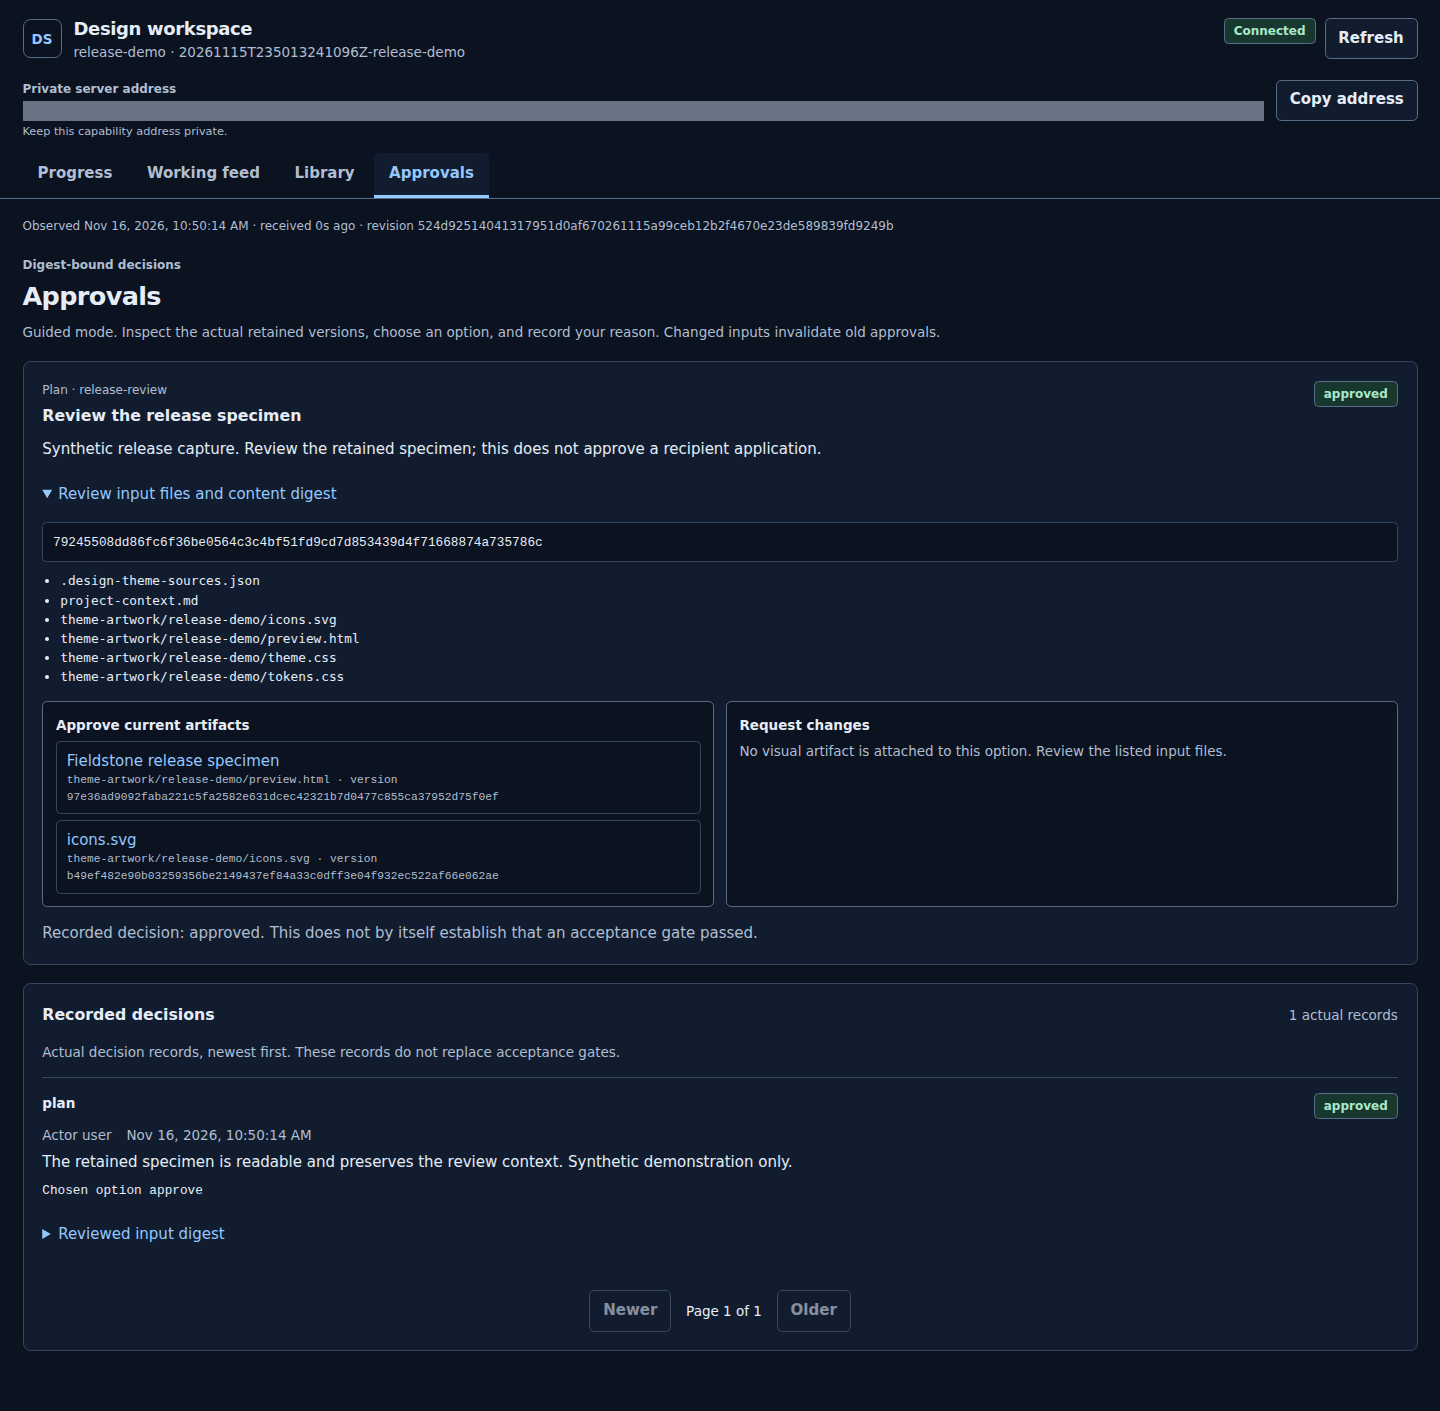 DS
Design workspace
release-demo · 20261115T235013241096Z-release-demo
Connected
Refresh
Private server address
Copy address
Keep this capability address private.
Progress
Working feed
Library
Approvals
Observed Nov 16, 2026, 10:50:14 AM · received 0s ago · revision 524d92514041317951d0af670261115a99ceb12b2f4670e23de589839fd9249b
Digest-bound decisions
Approvals
Guided mode. Inspect the actual retained versions, choose an option, and record your reason. Changed inputs invalidate old approvals.
Plan · release-review
approved
Review the release specimen
Synthetic release capture. Review the retained specimen; this does not approve a recipient application.
Review input files and content digest
79245508dd86fc6f36be0564c3c4bf51fd9cd7d853439d4f71668874a735786c
.design-theme-sources.json
project-context.md
theme-artwork/release-demo/icons.svg
theme-artwork/release-demo/preview.html
theme-artwork/release-demo/theme.css
theme-artwork/release-demo/tokens.css
Approve current artifacts
Fieldstone release specimen
theme-artwork/release-demo/preview.html · version
97e36ad9092faba221c5fa2582e631dcec42321b7d0477c855ca37952d75f0ef
icons.svg
theme-artwork/release-demo/icons.svg · version
b49ef482e90b03259356be2149437ef84a33c0dff3e04f932ec522af66e062ae
Request changes
No visual artifact is attached to this option. Review the listed input files.
Recorded decision: approved. This does not by itself establish that an acceptance gate passed.
Recorded decisions
1 actual records
Actual decision records, newest first. These records do not replace acceptance gates.
plan
approved
Actor user Nov 16, 2026, 10:50:14 AM
The retained specimen is readable and preserves the review context. Synthetic demonstration only.
Chosen option approve
Reviewed input digest
Newer
Page 1 of 1
Older